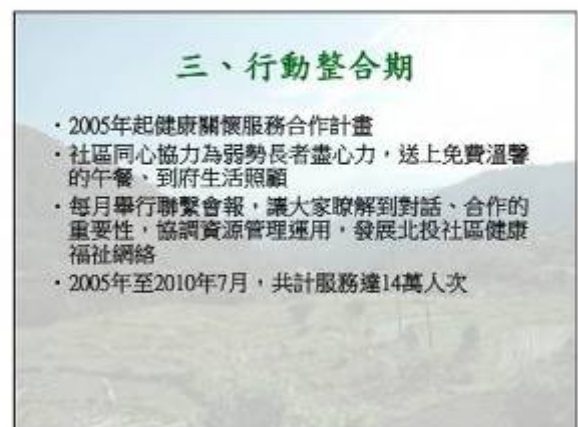 三、行動整合期
・2005年起健康關懷服務合作計畫
・社區同心協力為弱勢長者盡心力，送上免費溫馨
的午餐、到府生活照顧
・每月舉行聯繫會報，讓大家瞭解到對話、合作的
重要性，協調資源管理運用，發展北投社區健康
福祉網絡
・2005年至2010年7月，共計服務達14萬人次